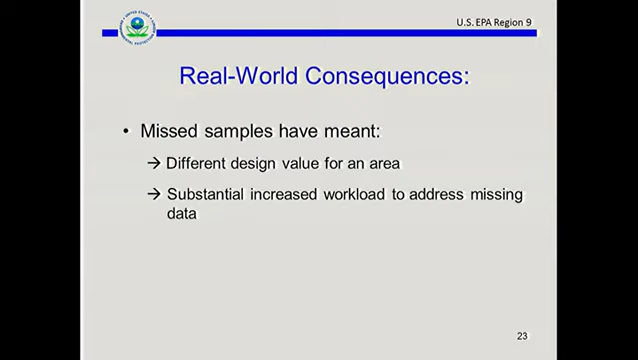 U.S. EPA Region 9
Real-World Consequences:
• Missed samples have meant:
→ Different design value for an area
→ Substantial increased workload to address missing
data
23